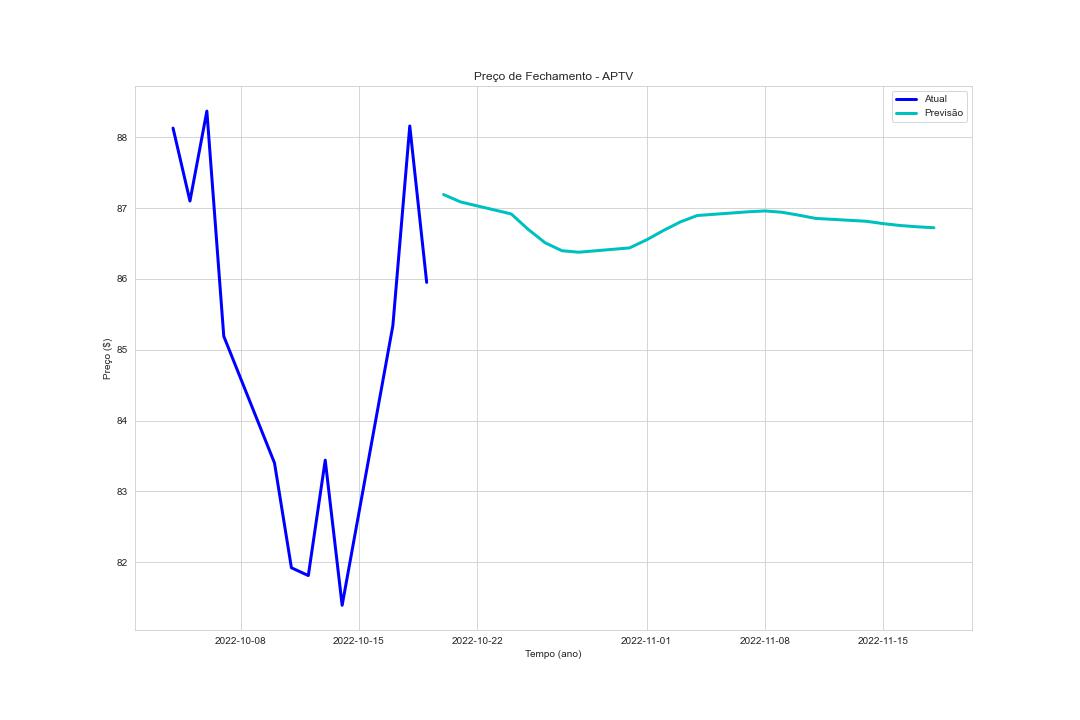 Preço de Fechamento - APTV
Atual
Previsão
88
87
86
85
84
83
82
Preço ($)
2022-10-08 2022-10-15 2022-10-22 2022-11-01 2022-11-08 2022-11-15
Tempo (ano)